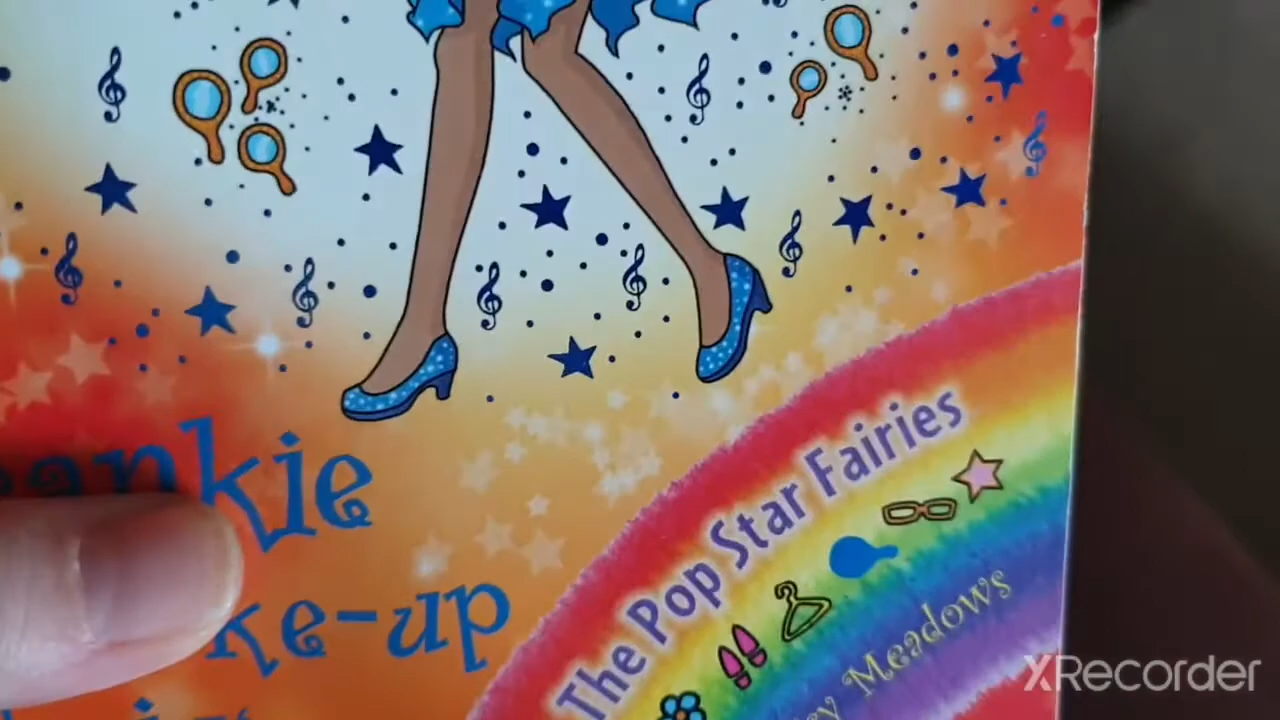 ankie
ke-up
The Pop Star Fairies
Meadows
XRecorder